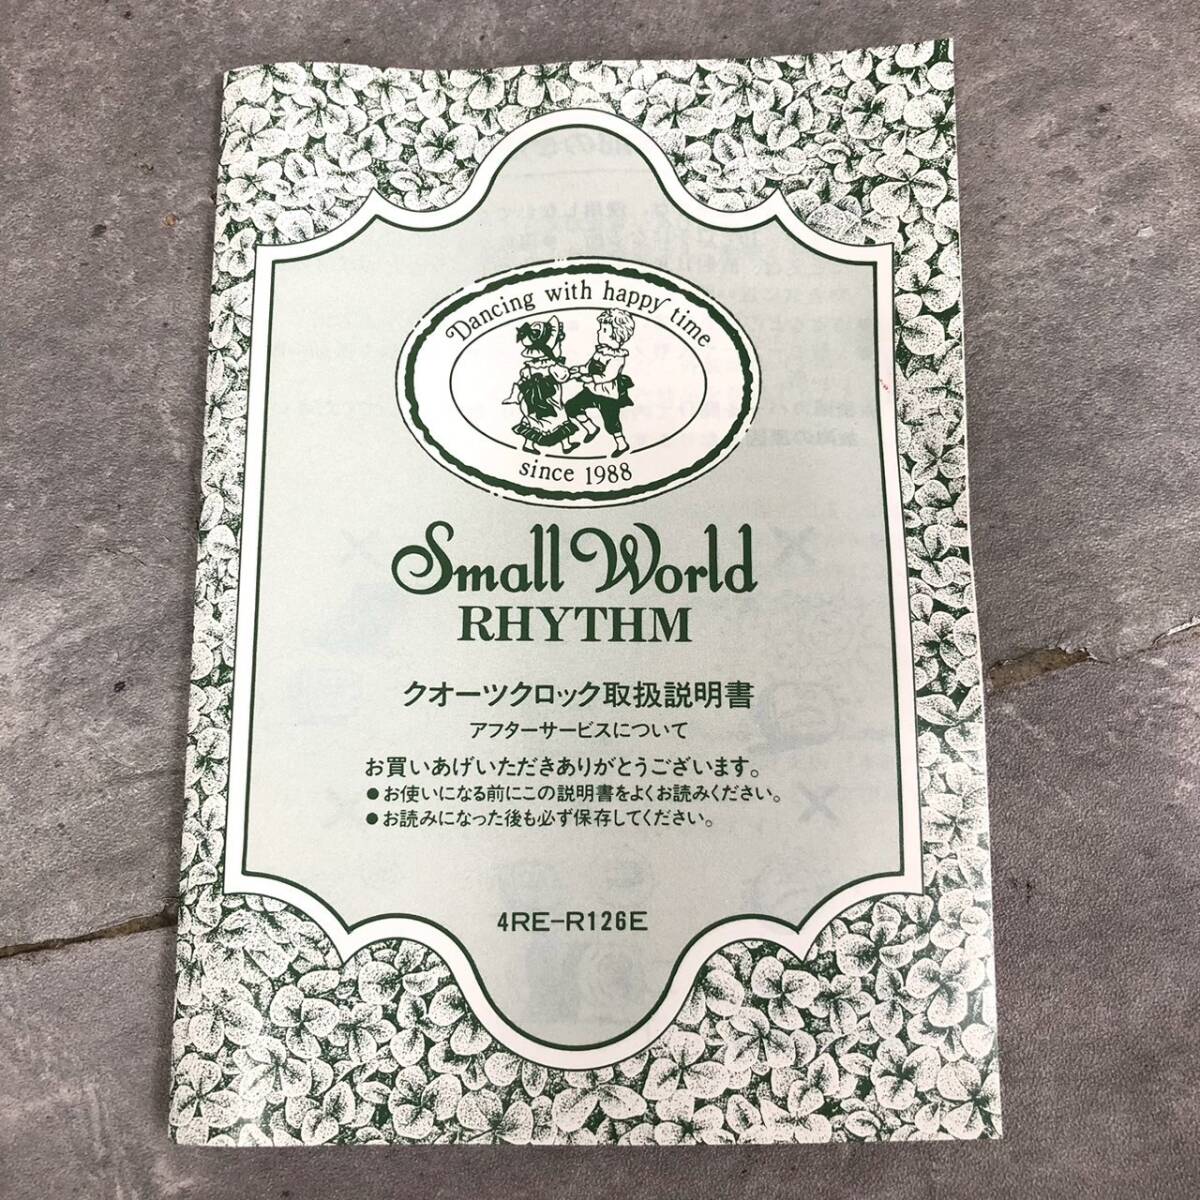 Dancing with happy time
since 1988
Small World
RHYTHM
クオーツクロック取扱説明書
アフターサービスについて
お買いあげいただきありがとうございます。
●お使いになる前にこの説明書をよくお読みください。
●お読みになった後も必ず保存してください。
4RE-R126E